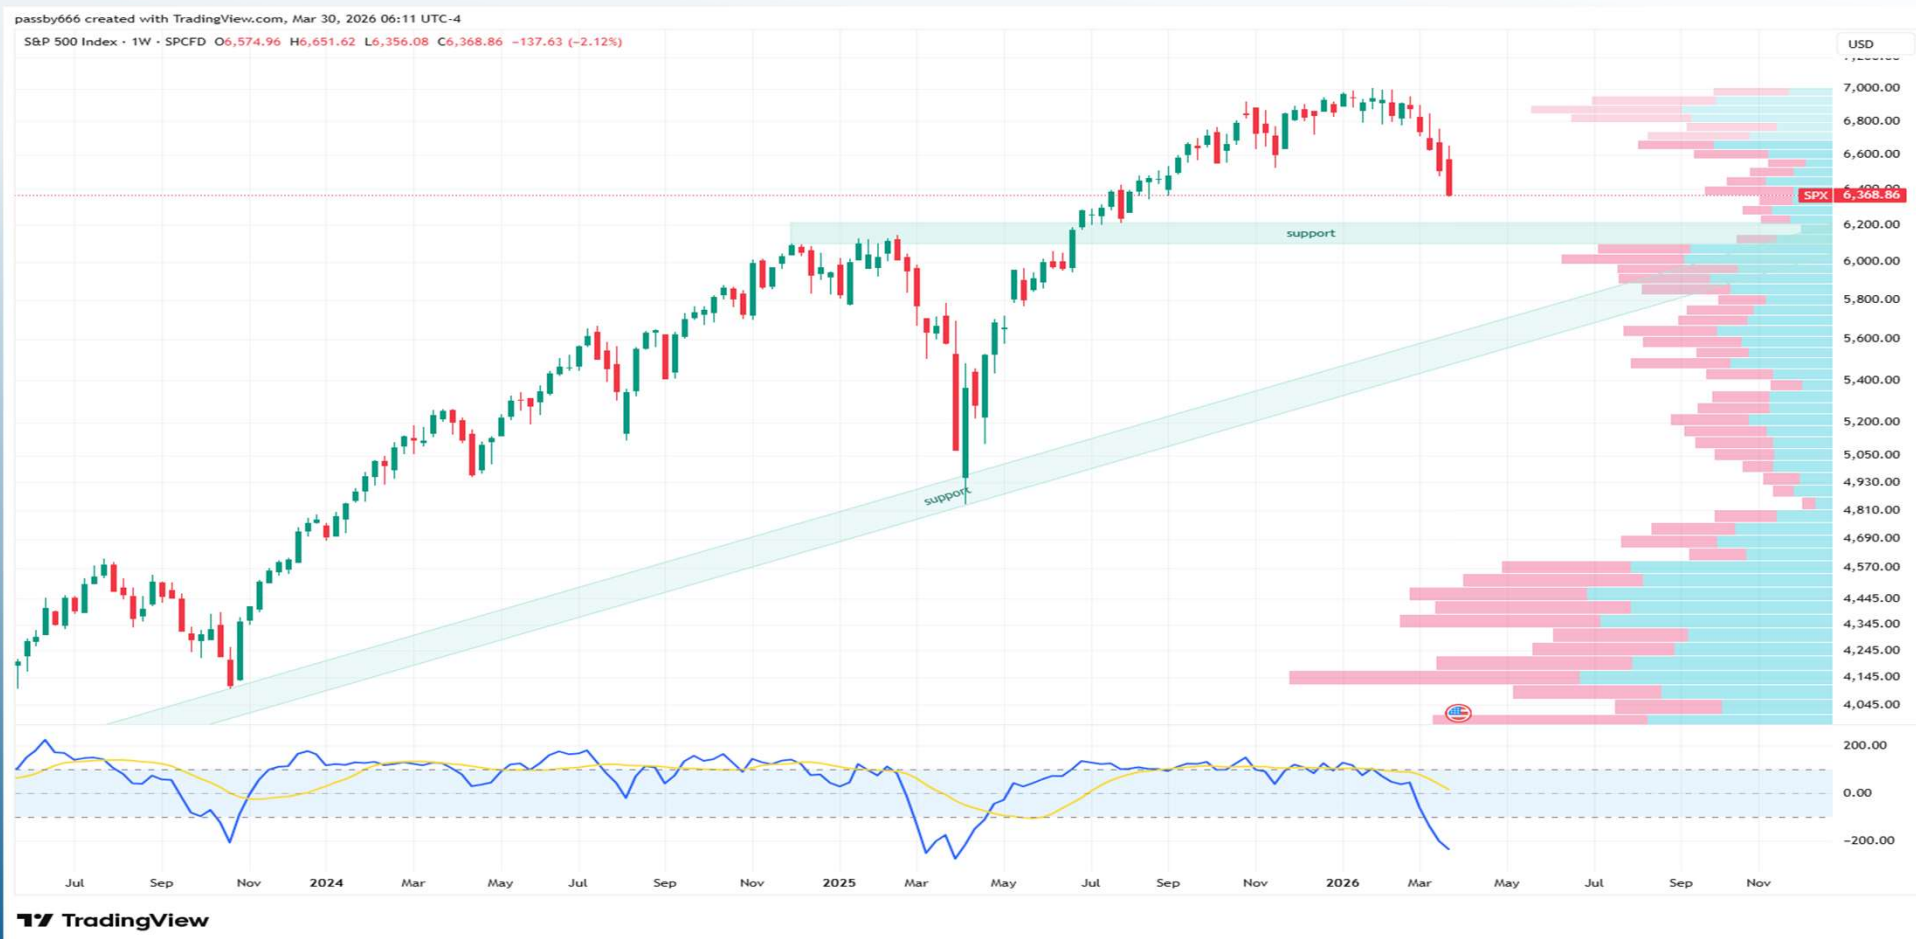 passby666 created with TradingView.com, Mar 30, 2026 06:11 UTC-4
S&P 500 Index · 1W · SPCFD O6,574.96 H6,651.62 L6,356.08 C6,368.86 −137.63 (−2.12%)
USD
7,000.00
6,800.00
6,600.00
SPX 6,368.86
6,200.00
support
6,000.00
5,800.00
5,600.00
5,400.00
5,200.00
5,050.00
4,930.00
support
4,810.00
4,690.00
4,570.00
4,445.00
4,345.00
4,245.00
4,145.00
4,045.00
200.00
0.00
−200.00
Jul Sep Nov 2024 Mar May Jul Sep Nov 2025 Mar May Jul Sep Nov 2026 Mar May Jul Sep Nov
TradingView